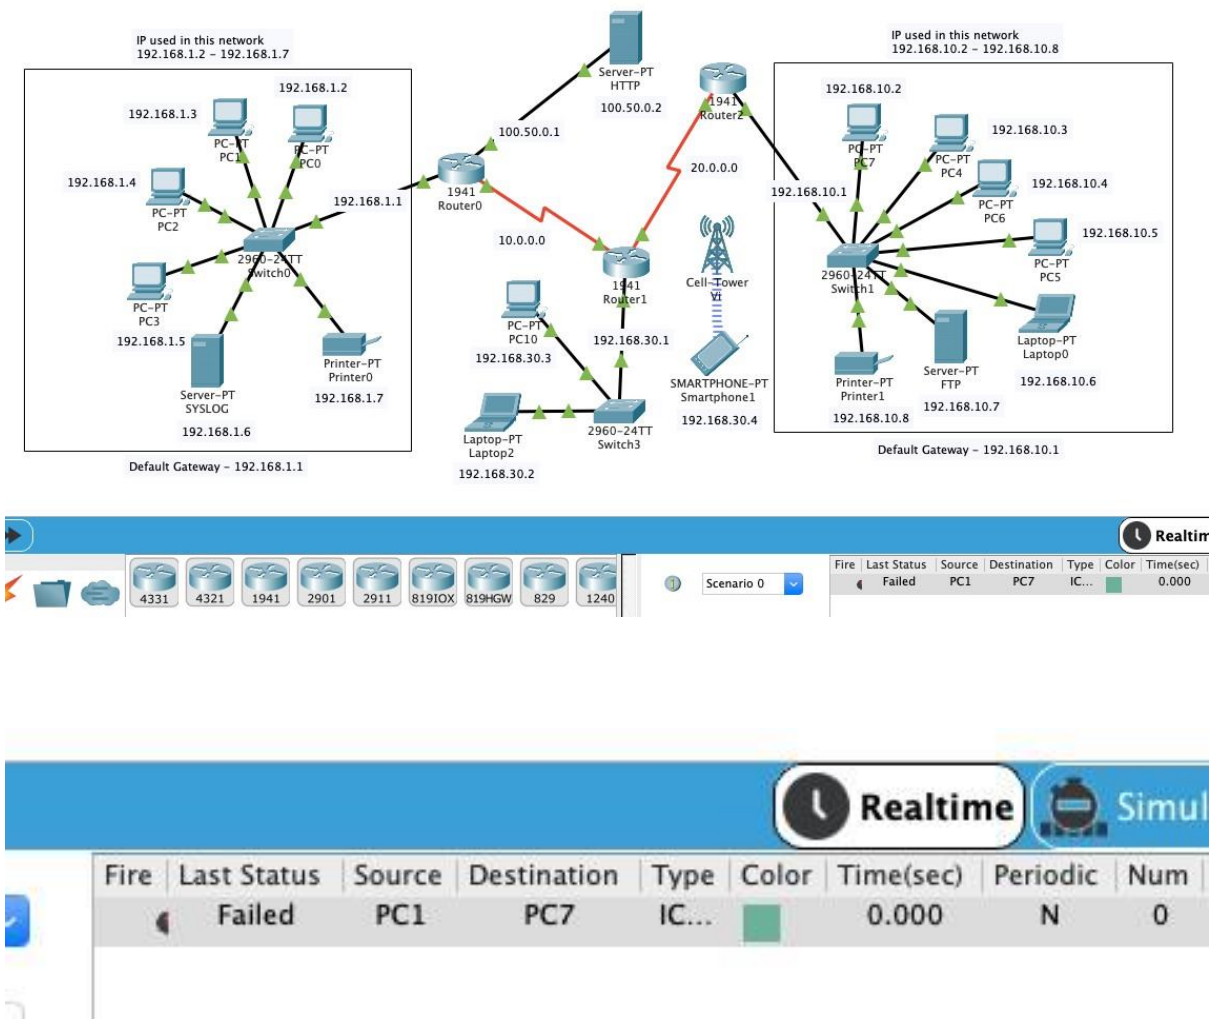 IP used in this network
192.168.1.2 - 192.168.1.7
192.168.1.2
192.168.1.3
PC-PT
PC1
PC-PT
PC0
192.168.1.4
PC-PT
PC2
192.168.1.1
2960-24TT
Switch0
PC-PT
PC3
192.168.1.5
Server-PT
SYSLOG
192.168.1.6
Printer-PT
Printer0
192.168.1.7
Default Gateway - 192.168.1.1
Server-PT
HTTP
100.50.0.2
100.50.0.1
1941
Router0
10.0.0.0
1941
Router1
20.0.0.0
1941
Router2
Cell-Tower
PC-PT
PC10
192.168.30.3
192.168.30.1
Laptop-PT
Laptop2
192.168.30.2
2960-24TT
Switch3
SMARTPHONE-PT
Smartphone1
192.168.30.4
IP used in this network
192.168.10.2 - 192.168.10.8
192.168.10.2
PC-PT
PC7
192.168.10.3
PC-PT
PC4
192.168.10.4
PC-PT
PC6
192.168.10.1
192.168.10.5
PC-PT
PC5
2960-24TT
Switch1
Laptop-PT
Laptop0
192.168.10.6
Server-PT
FTP
192.168.10.7
Printer-PT
Printer1
192.168.10.8
Default Gateway - 192.168.10.1
Realtim
4331 4321 1941 2901 2911 819IOX 819HGW 829 1240
Scenario 0
Fire Last Status Source Destination Type Color Time(sec)
Failed PC1 PC7 IC... 0.000
Realtime Simul
Fire Last Status Source Destination Type Color Time(sec) Periodic Num
Failed PC1 PC7 IC... 0.000 N 0